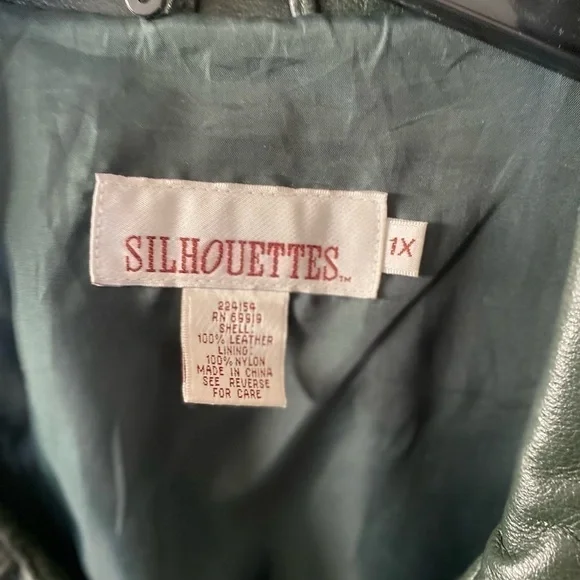 SILHOUETTES™
1X
224154
RN 69919
SHELL:
100% LEATHER
LINING:
100% NYLON
MADE IN CHINA
SEE REVERSE
FOR CARE